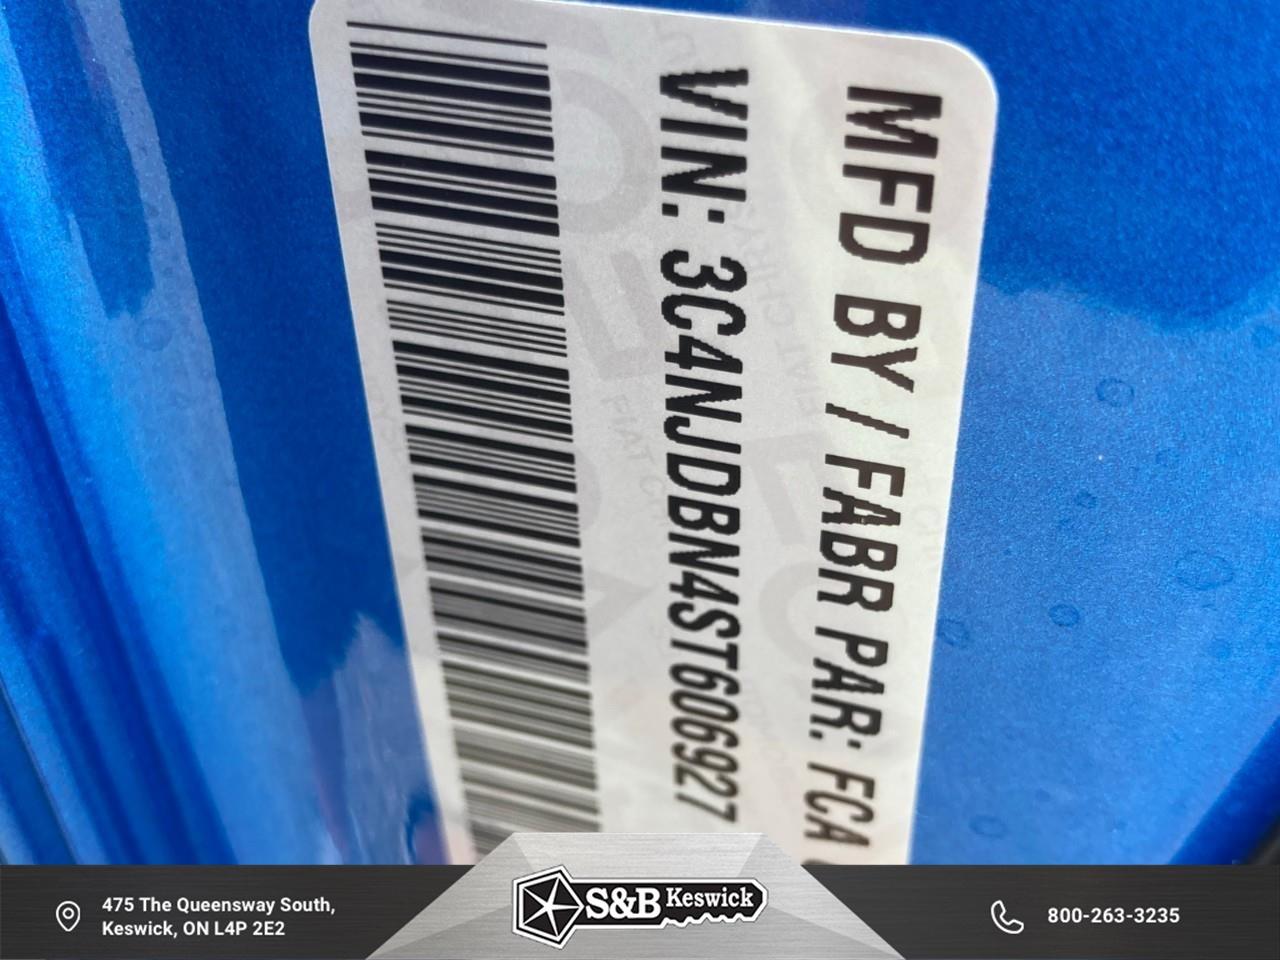 MFD BY / FABR PAR: FCA
VIN: 3C4NJDBN4ST606927
475 The Queensway South,
Keswick, ON L4P 2E2
S&B Keswick
800-263-3235